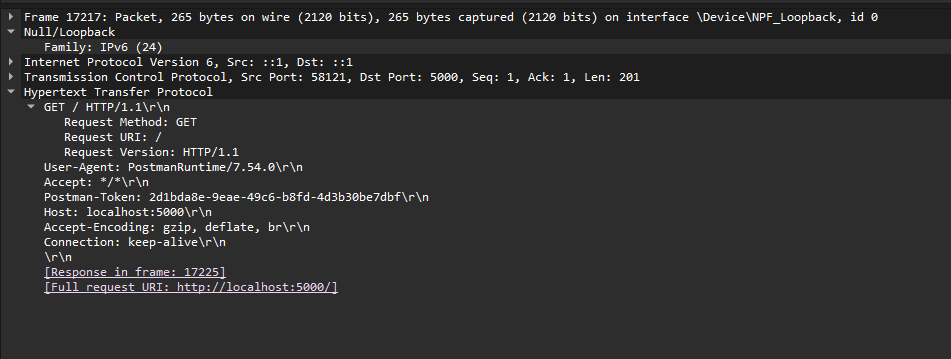 Frame 17217: Packet, 265 bytes on wire (2120 bits), 265 bytes captured (2120 bits) on interface \Device\NPF_Loopback, id 0
Null/Loopback
Family: IPv6 (24)
Internet Protocol Version 6, Src: ::1, Dst: ::1
Transmission Control Protocol, Src Port: 58121, Dst Port: 5000, Seq: 1, Ack: 1, Len: 201
Hypertext Transfer Protocol
GET / HTTP/1.1\r\n
Request Method: GET
Request URI: /
Request Version: HTTP/1.1
User-Agent: PostmanRuntime/7.54.0\r\n
Accept: */*\r\n
Postman-Token: 2d1bda8e-9eae-49c6-b8fd-4d3b30be7dbf\r\n
Host: localhost:5000\r\n
Accept-Encoding: gzip, deflate, br\r\n
Connection: keep-alive\r\n
\r\n
[Response in frame: 17225]
[Full request URI: http://localhost:5000/]